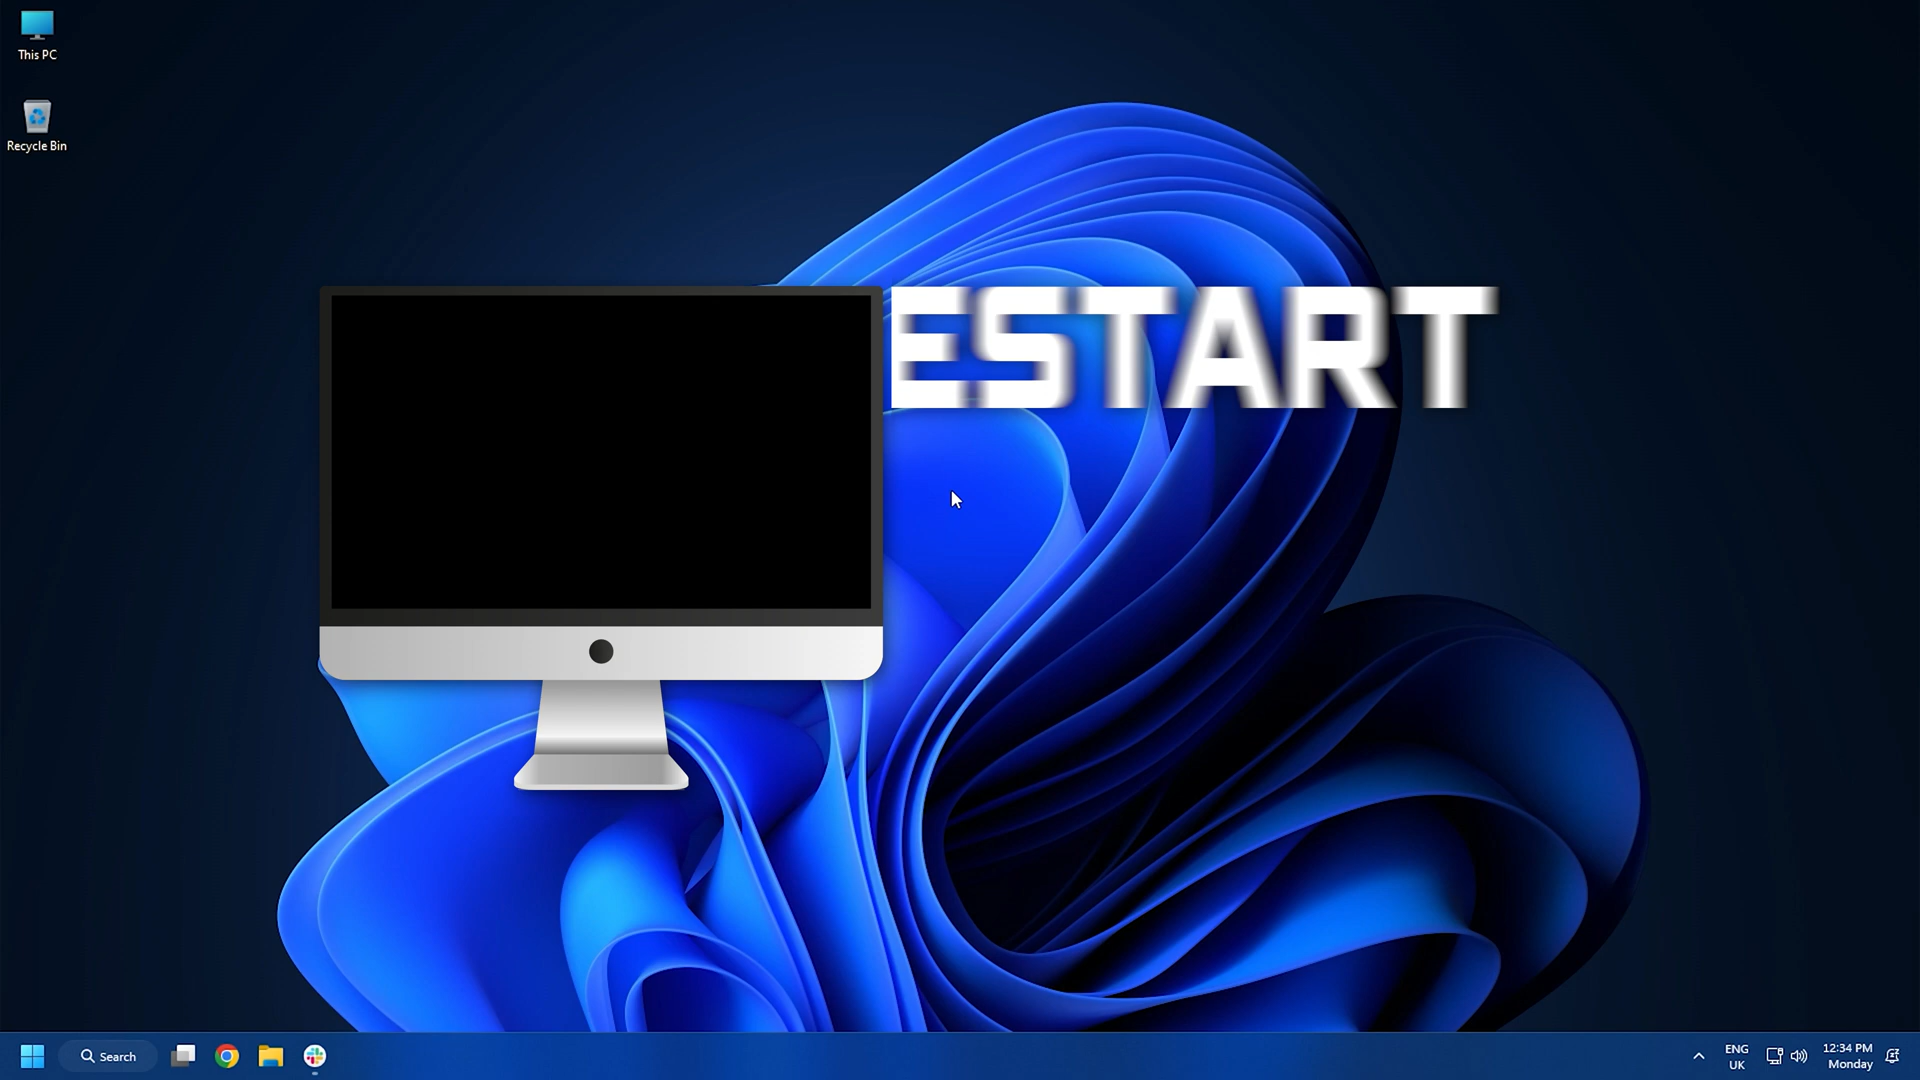 This PC
Recycle Bin
ESTART
Search
ENG
UK
12:34 PM
Monday